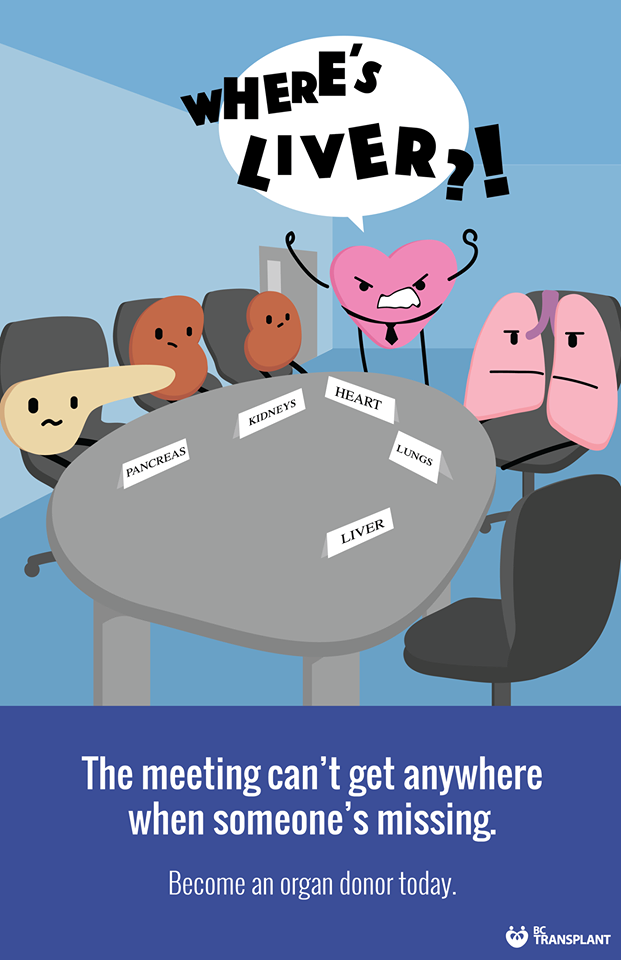 WHERE'S
LIVER?!
PANCREAS
KIDNEYS
HEART
LUNGS
LIVER
The meeting can't get anywhere
when someone's missing.
Become an organ donor today.
BC
TRANSPLANT